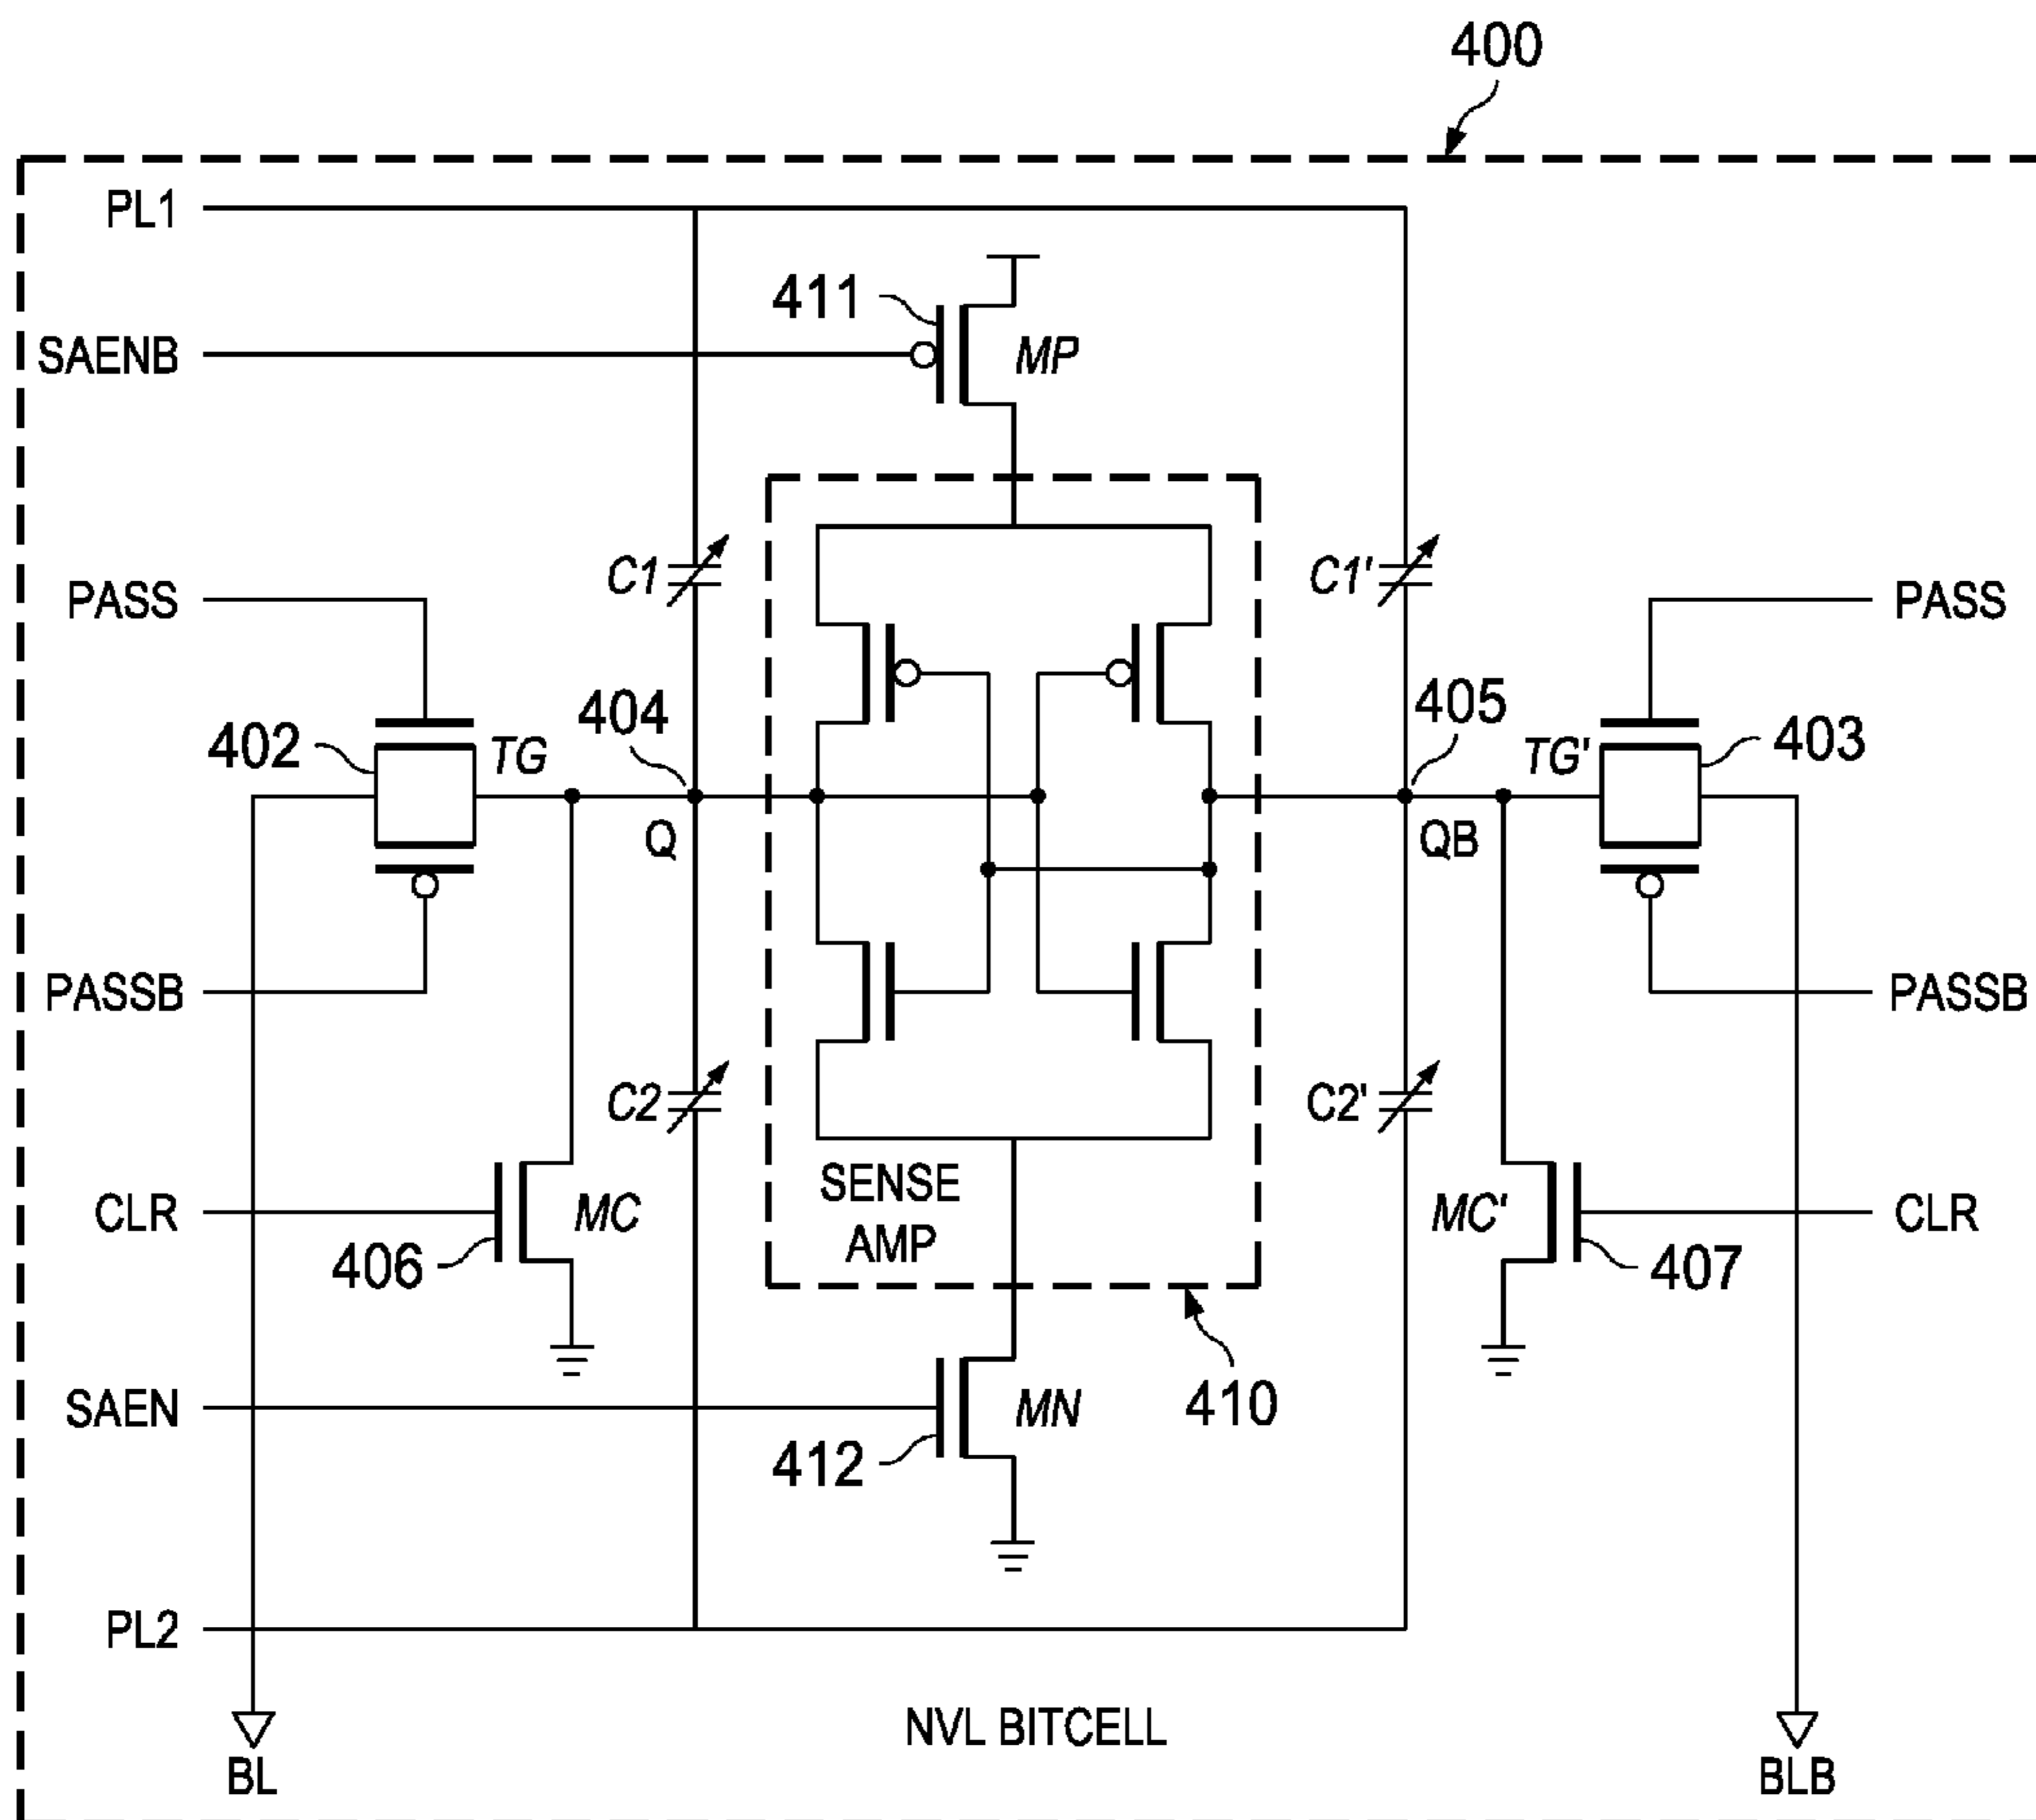 400
PL1
411
SAENB
MP
C1
C1'
PASS
PASS
404
405
402
TG
TG'
403
Q
QB
PASSB
PASSB
C2
C2'
SENSE
AMP
CLR
MC
MC'
CLR
406
407
SAEN
MN
410
412
PL2
NVL BITCELL
BL
BLB